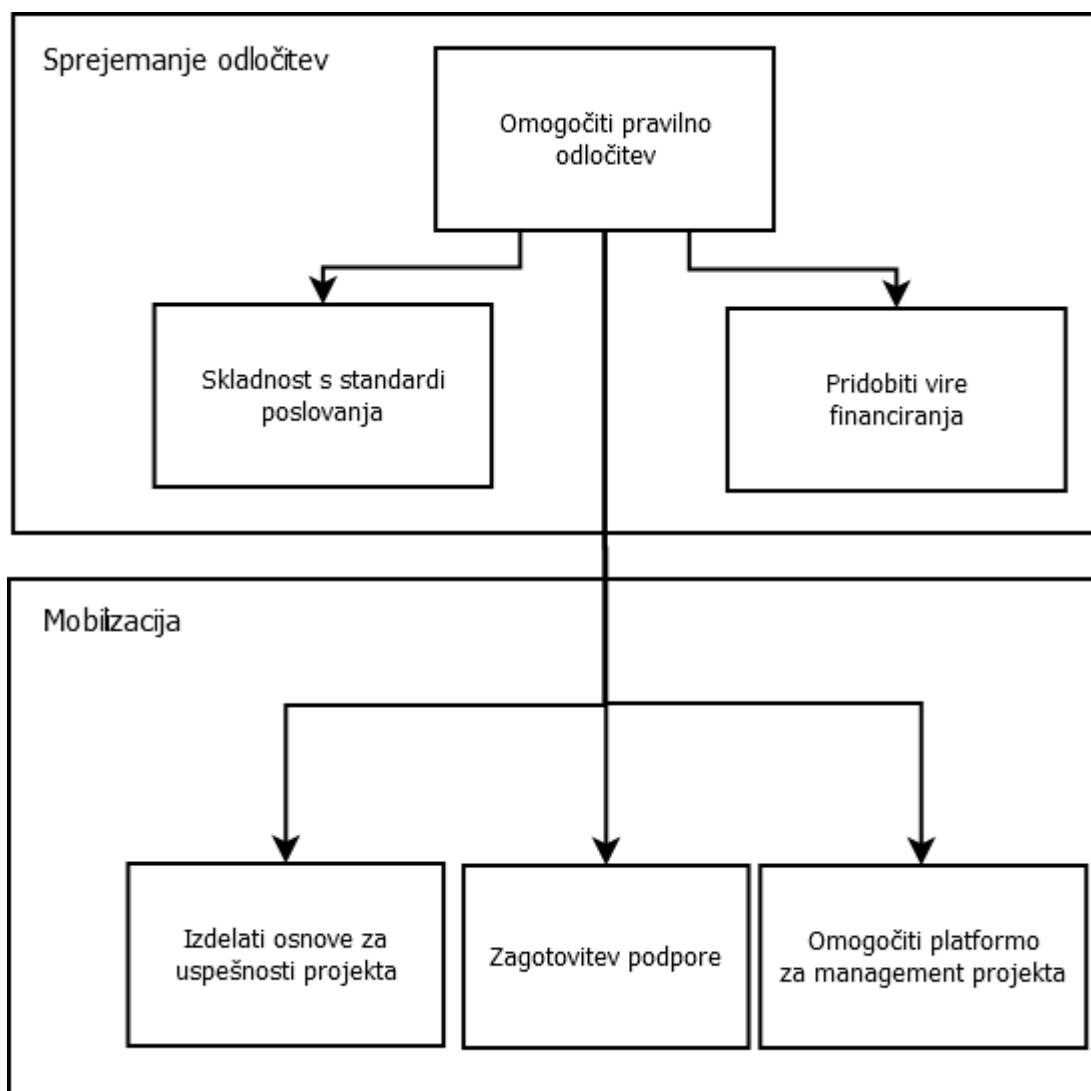 Sprejemanje odločitev
Omogočiti pravilno
odločitev
Skladnost s standardi
poslovanja
Pridobiti vire
financiranja
Mobilizacija
Izdelati osnove za
uspešnosti projekta
Zagotovitev podpore
Omogočiti platformo
za management projekta